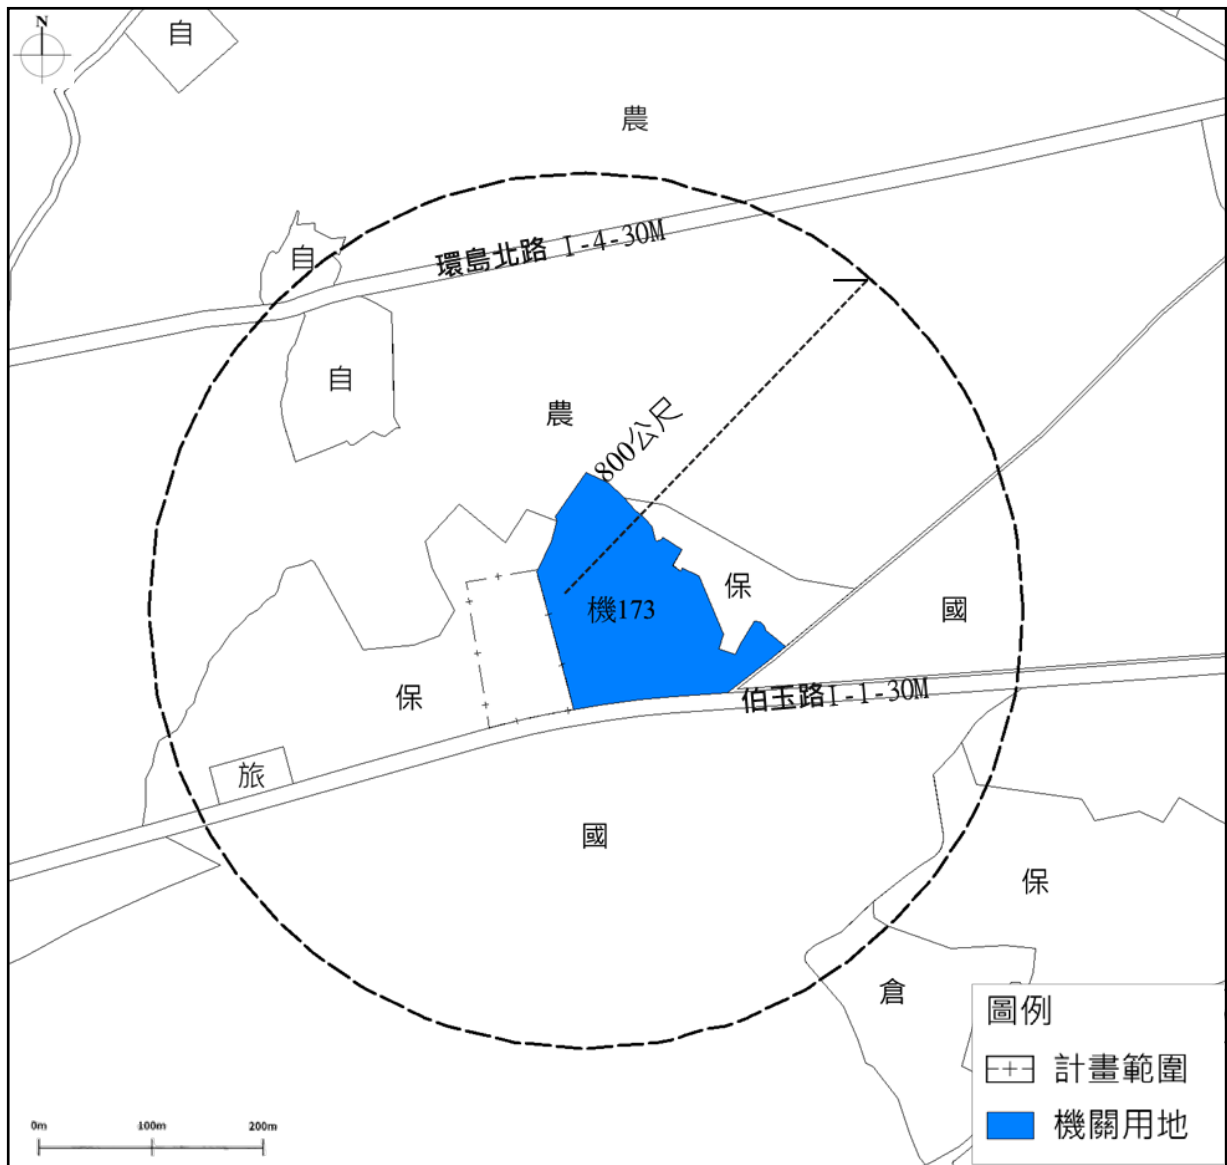 N
自
農
環島北路 I-4-30M
自
自
農
800公尺
機173
保
國
保
伯玉路I-1-30M
旅
國
保
倉
圖例
計畫範圍
機關用地
0m 100m 200m